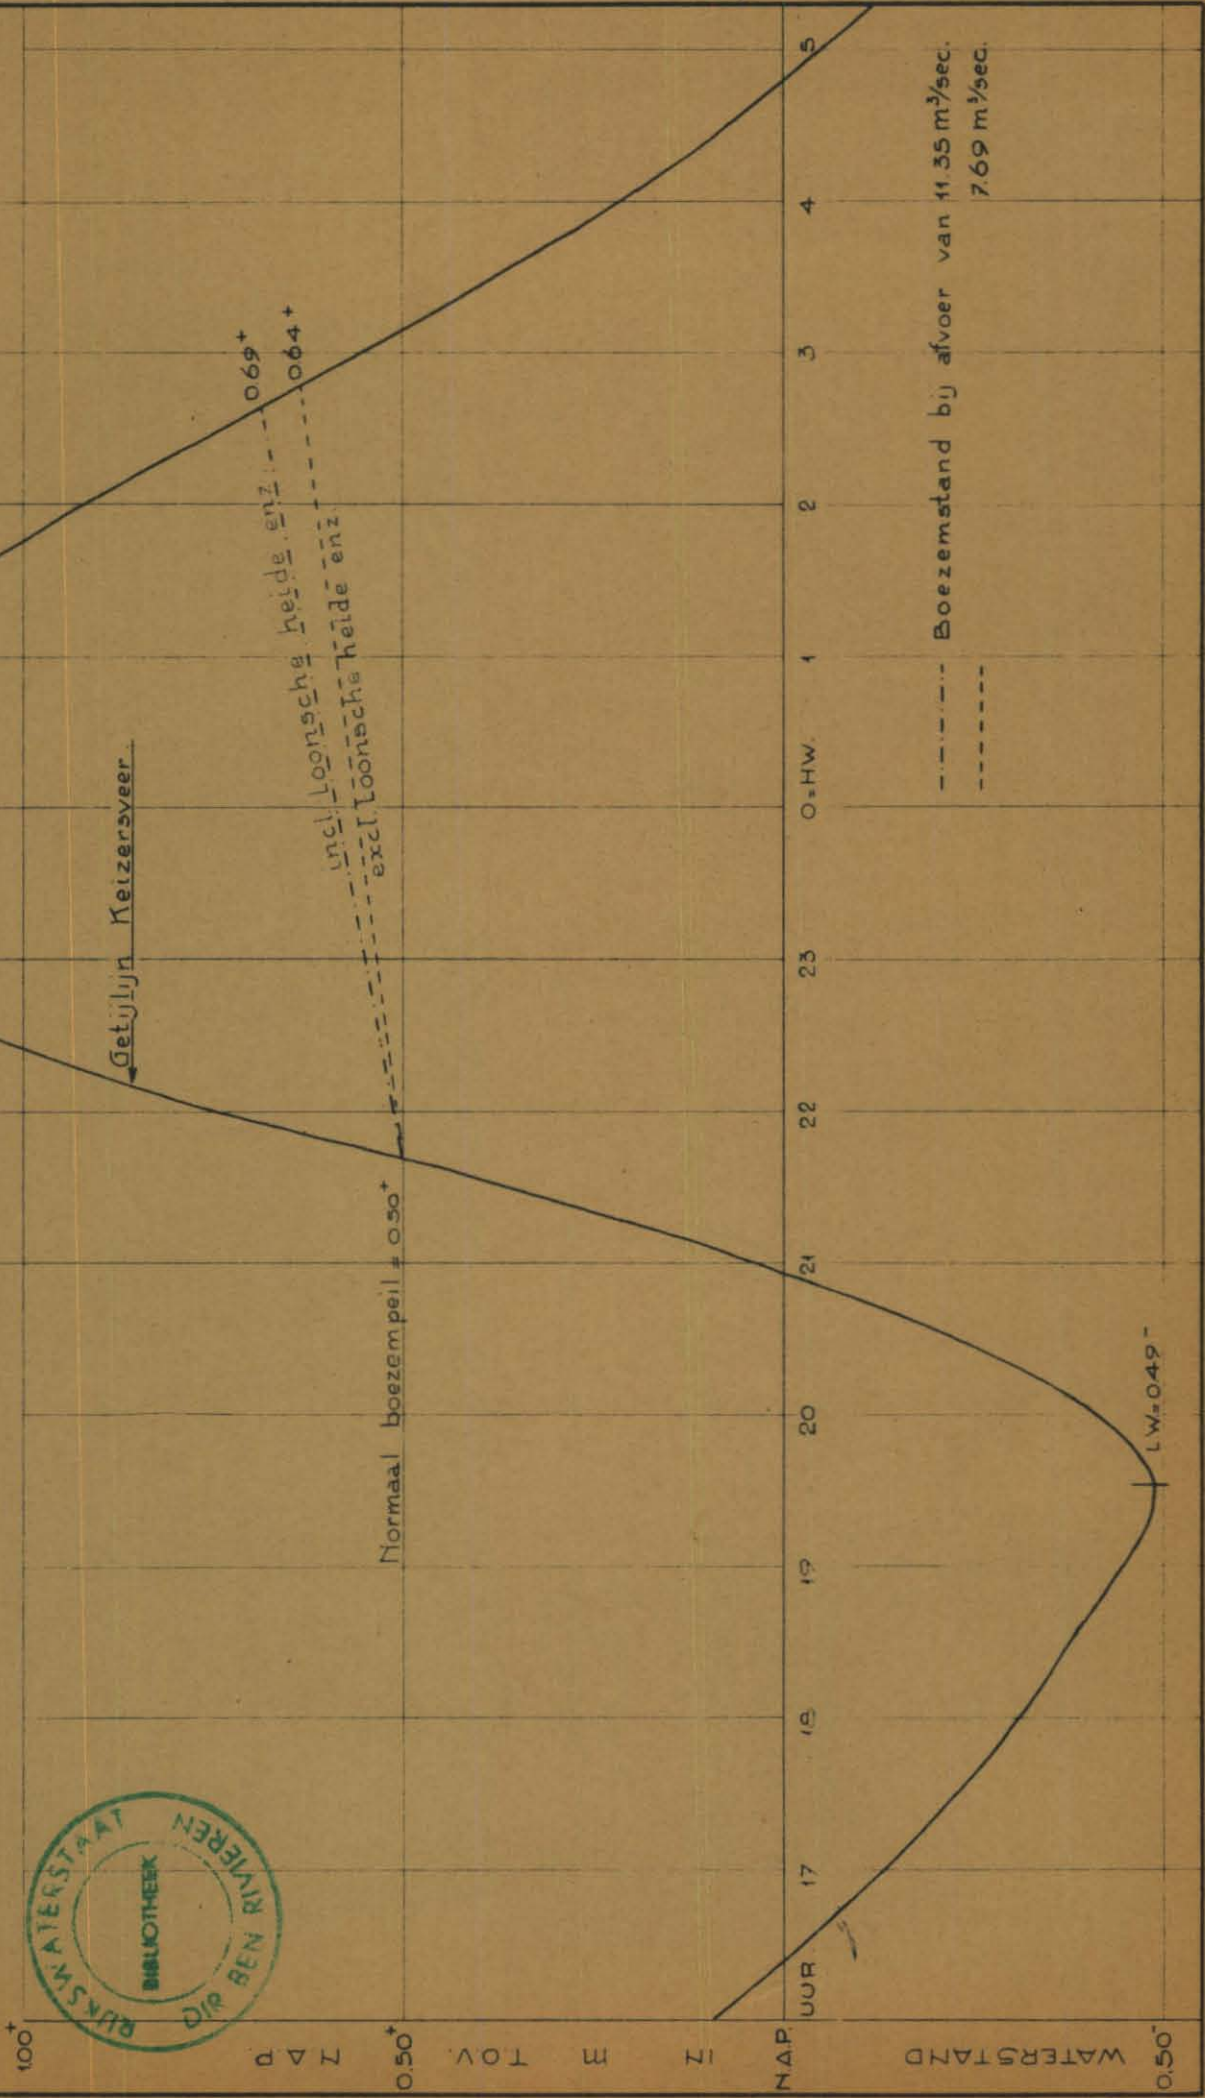 1.00+
0.50+
N.A.P.
0.50-
WATERSTAND IN M T.O.V. N A P
RIJKSWATERSTAAT
BIBLIOTHEEK
DIR BEN RIVIEREN
Getijlijn Keizersveer.
Normaal boezempeil = 0.50+
incl. Loonsche heide enz.
0.69+
excl. Loonsche heide enz.
0.64+
UUR 17 18 19 20 21 22 23 0=HW. 1 2 3 4 5
LW=0.49-
Boezemstand bij afvoer van 11.35 m³/sec.
7.69 m³/sec.